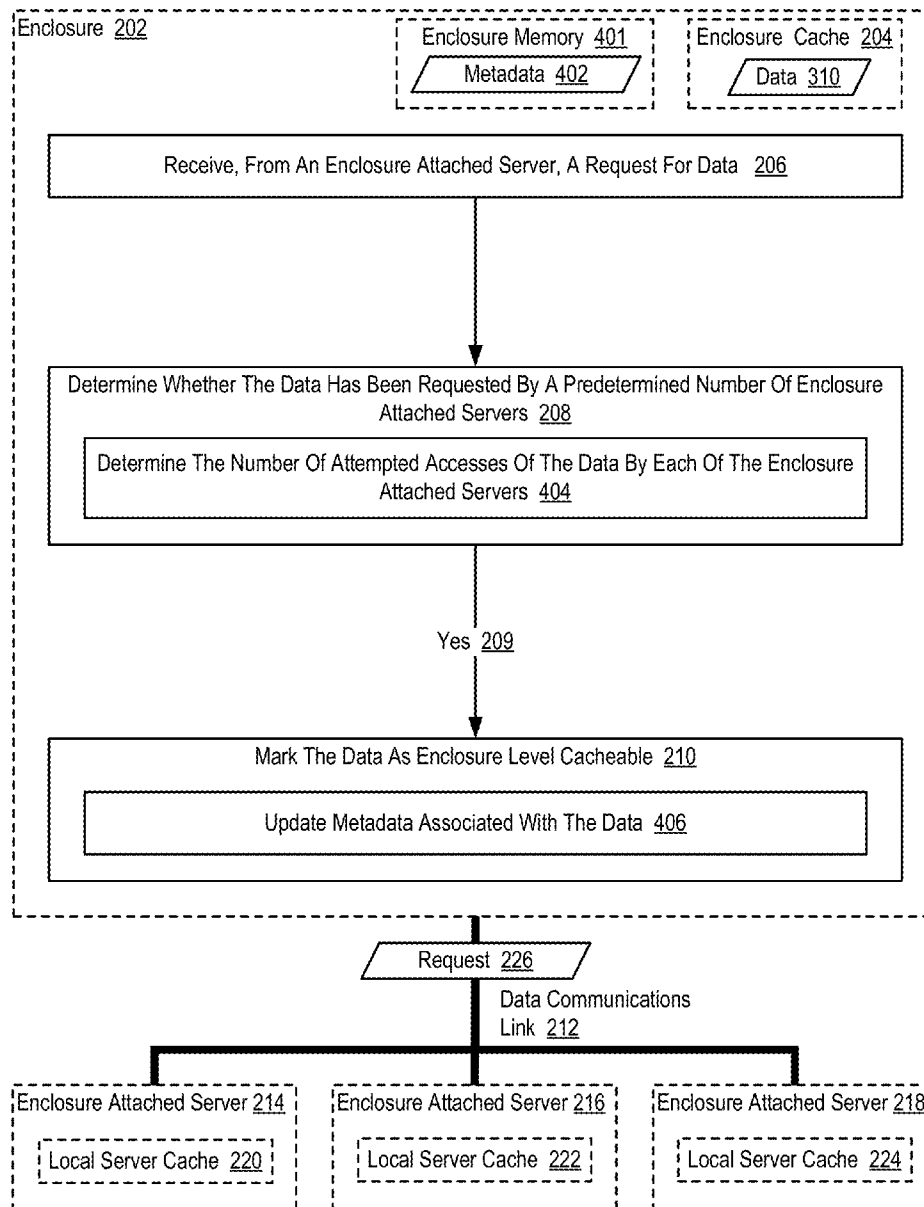 Enclosure 202
Enclosure Memory 401
Metadata 402
Enclosure Cache 204
Data 310
Receive, From An Enclosure Attached Server, A Request For Data 206
Determine Whether The Data Has Been Requested By A Predetermined Number Of Enclosure
Attached Servers 208
Determine The Number Of Attempted Accesses Of The Data By Each Of The Enclosure
Attached Servers 404
Yes 209
Mark The Data As Enclosure Level Cacheable 210
Update Metadata Associated With The Data 406
Request 226
Data Communications
Link 212
Enclosure Attached Server 214
Local Server Cache 220
Enclosure Attached Server 216
Local Server Cache 222
Enclosure Attached Server 218
Local Server Cache 224